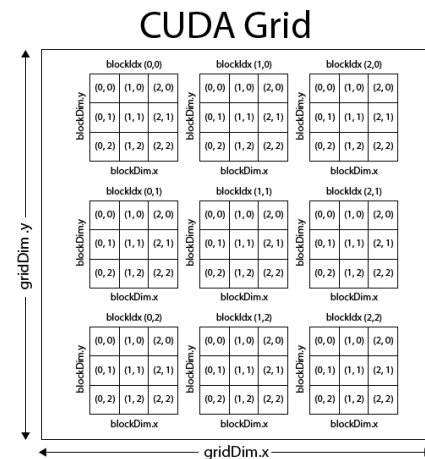 CUDA Grid
blockIdx (0,0) blockIdx (1,0) blockIdx (2,0)
blockDim.y (0, 0) (1, 0) (2, 0) blockDim.y (0, 0) (1, 0) (2, 0) blockDim.y (0, 0) (1, 0) (2, 0)
(0, 1) (1, 1) (2, 1) (0, 1) (1, 1) (2, 1) (0, 1) (1, 1) (2, 1)
(0, 2) (1, 2) (2, 2) (0, 2) (1, 2) (2, 2) (0, 2) (1, 2) (2, 2)
blockDim.x blockDim.x blockDim.x
blockIdx (0,1) blockIdx (1,1) blockIdx (2,1)
blockDim.y (0, 0) (1, 0) (2, 0) blockDim.y (0, 0) (1, 0) (2, 0) blockDim.y (0, 0) (1, 0) (2, 0)
(0, 1) (1, 1) (2, 1) (0, 1) (1, 1) (2, 1) (0, 1) (1, 1) (2, 1)
(0, 2) (1, 2) (2, 2) (0, 2) (1, 2) (2, 2) (0, 2) (1, 2) (2, 2)
blockDim.x blockDim.x blockDim.x
gridDim .y
blockIdx (0,2) blockIdx (1,2) blockIdx (2,2)
blockDim.y (0, 0) (1, 0) (2, 0) blockDim.y (0, 0) (1, 0) (2, 0) blockDim.y (0, 0) (1, 0) (2, 0)
(0, 1) (1, 1) (2, 1) (0, 1) (1, 1) (2, 1) (0, 1) (1, 1) (2, 1)
(0, 2) (1, 2) (2, 2) (0, 2) (1, 2) (2, 2) (0, 2) (1, 2) (2, 2)
blockDim.x blockDim.x blockDim.x
gridDim.x